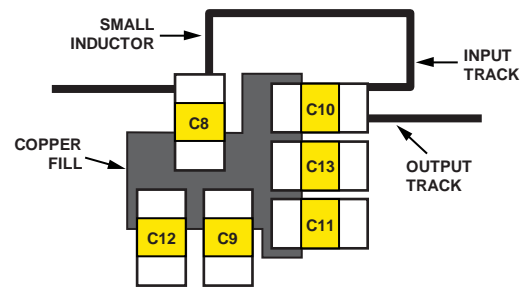 SMALL
INDUCTOR
INPUT
TRACK
C8
C10
COPPER
FILL
C13
OUTPUT
TRACK
C12
C9
C11